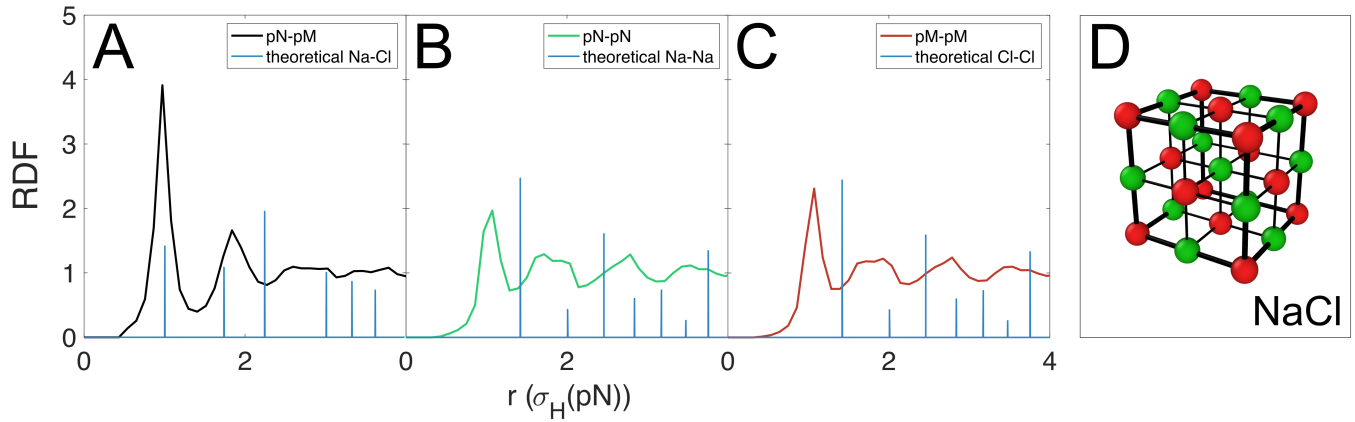 A
pN-pM
theoretical Na-Cl
B
pN-pN
theoretical Na-Na
C
pM-pM
theoretical Cl-Cl
D
NaCl
RDF
5
4
3
2
1
0
0 2 0 2 0 2 4
r (σ_H(pN))